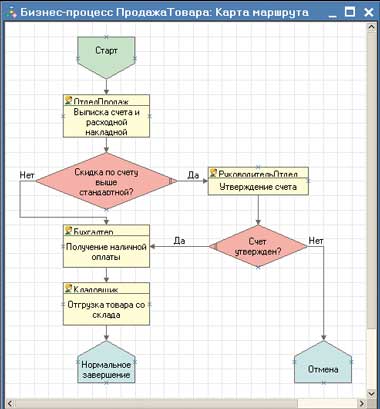 Бизнес-процесс ПродажаТовара: Карта маршрута
Старт
ОтделПродаж
Выписка счета и
расходной
накладной
Нет
Скидка по счету
выше
стандартной?
Да
РуководительОтдел
Утверждение счета
Бухгалтер
Получение наличной
оплаты
Да
Счет
утвержден?
Нет
Кладовщик
Отгрузка товара со
склада
Нормальное
завершение
Отмена